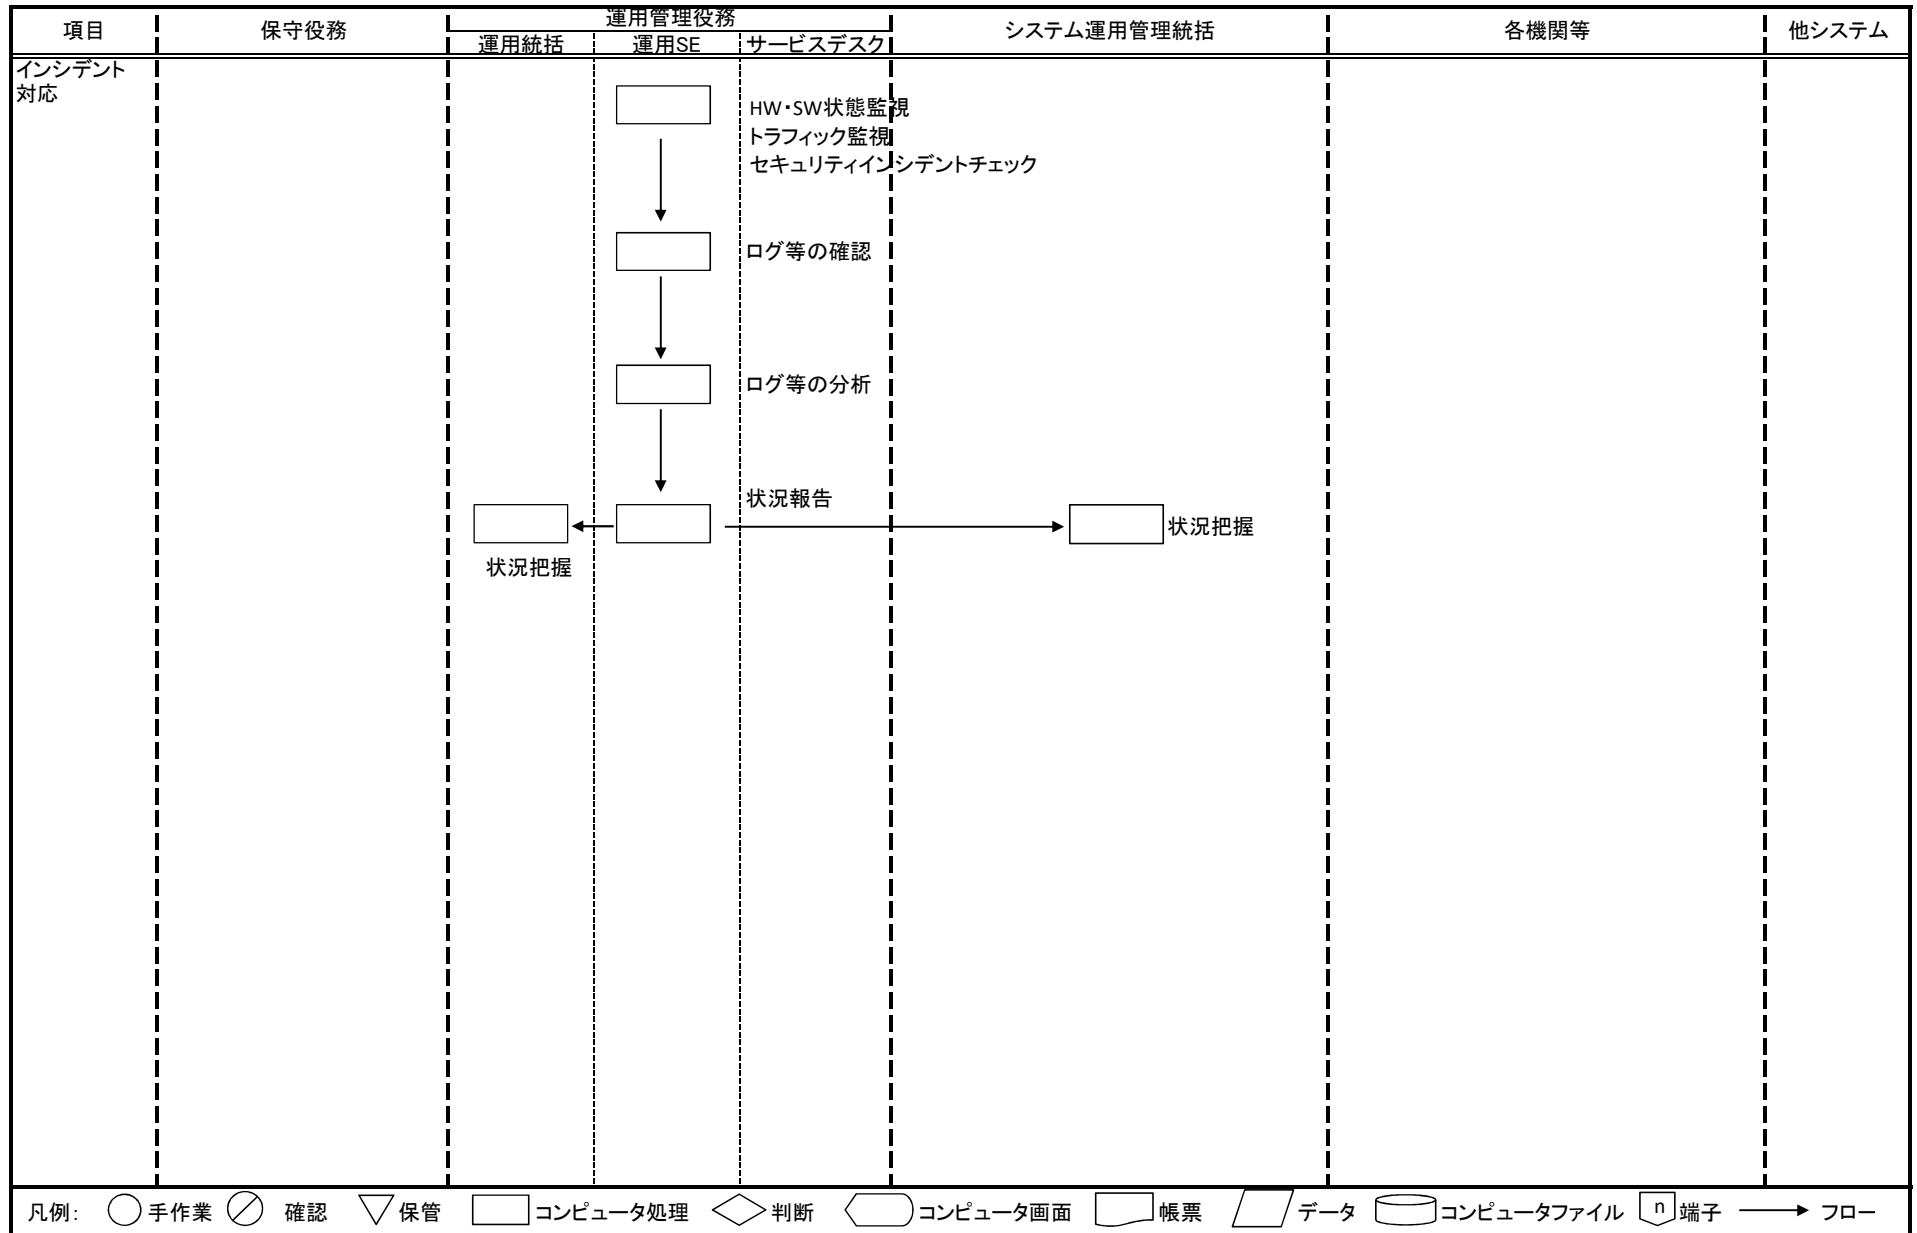 項目
保守役務
運用管理役務
運用統括
運用SE
サービスデスク
システム運用管理統括
各機関等
他システム
インシデント
対応
HW・SW状態監視
トラフィック監視
セキュリティインシデントチェック
ログ等の確認
ログ等の分析
状況報告
状況把握
状況把握
凡例:
手作業
確認
保管
コンピュータ処理
判断
コンピュータ画面
帳票
データ
コンピュータファイル
n
端子
フロー